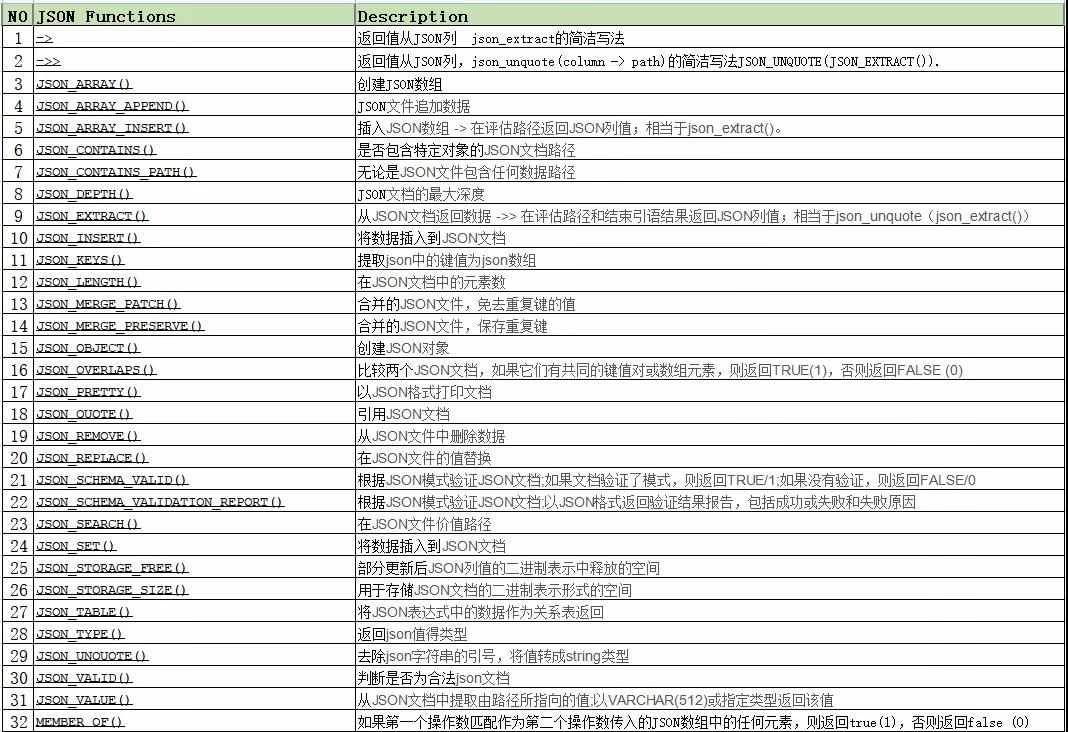 NO JSON Functions Description
1 -> 返回值从JSON列 json_extract的简洁写法
2 ->> 返回值从JSON列，json_unquote(column -> path)的简洁写法JSON_UNQUOTE(JSON_EXTRACT()).
3 JSON_ARRAY() 创建JSON数组
4 JSON_ARRAY_APPEND() JSON文件追加数据
5 JSON_ARRAY_INSERT() 插入JSON数组 -> 在评估路径返回JSON列值；相当于json_extract()。
6 JSON_CONTAINS() 是否包含特定对象的JSON文档路径
7 JSON_CONTAINS_PATH() 无论是JSON文件包含任何数据路径
8 JSON_DEPTH() JSON文档的最大深度
9 JSON_EXTRACT() 从JSON文档返回数据 ->> 在评估路径和结束引语结果返回JSON列值；相当于json_unquote（json_extract()）
10 JSON_INSERT() 将数据插入到JSON文档
11 JSON_KEYS() 提取json中的键值为json数组
12 JSON_LENGTH() 在JSON文档中的元素数
13 JSON_MERGE_PATCH() 合并的JSON文件，免去重复键的值
14 JSON_MERGE_PRESERVE() 合并的JSON文件，保存重复键
15 JSON_OBJECT() 创建JSON对象
16 JSON_OVERLAPS() 比较两个JSON文档，如果它们有共同的键值对或数组元素，则返回TRUE(1)，否则返回FALSE (0)
17 JSON_PRETTY() 以JSON格式打印文档
18 JSON_QUOTE() 引用JSON文档
19 JSON_REMOVE() 从JSON文件中删除数据
20 JSON_REPLACE() 在JSON文件的值替换
21 JSON_SCHEMA_VALID() 根据JSON模式验证JSON文档;如果文档验证了模式，则返回TRUE/1;如果没有验证，则返回FALSE/0
22 JSON_SCHEMA_VALIDATION_REPORT() 根据JSON模式验证JSON文档;以JSON格式返回验证结果报告，包括成功或失败和失败原因
23 JSON_SEARCH() 在JSON文件价值路径
24 JSON_SET() 将数据插入到JSON文档
25 JSON_STORAGE_FREE() 部分更新后JSON列值的二进制表示中释放的空间
26 JSON_STORAGE_SIZE() 用于存储JSON文档的二进制表示形式的空间
27 JSON_TABLE() 将JSON表达式中的数据作为关系表返回
28 JSON_TYPE() 返回json值得类型
29 JSON_UNQUOTE() 去除json字符串的引号，将值转成string类型
30 JSON_VALID() 判断是否为合法json文档
31 JSON_VALUE() 从JSON文档中提取由路径所指向的值;以VARCHAR(512)或指定类型返回该值
32 MEMBER OF() 如果第一个操作数匹配作为第二个操作数传入的JSON数组中的任何元素，则返回true(1)，否则返回false (0)